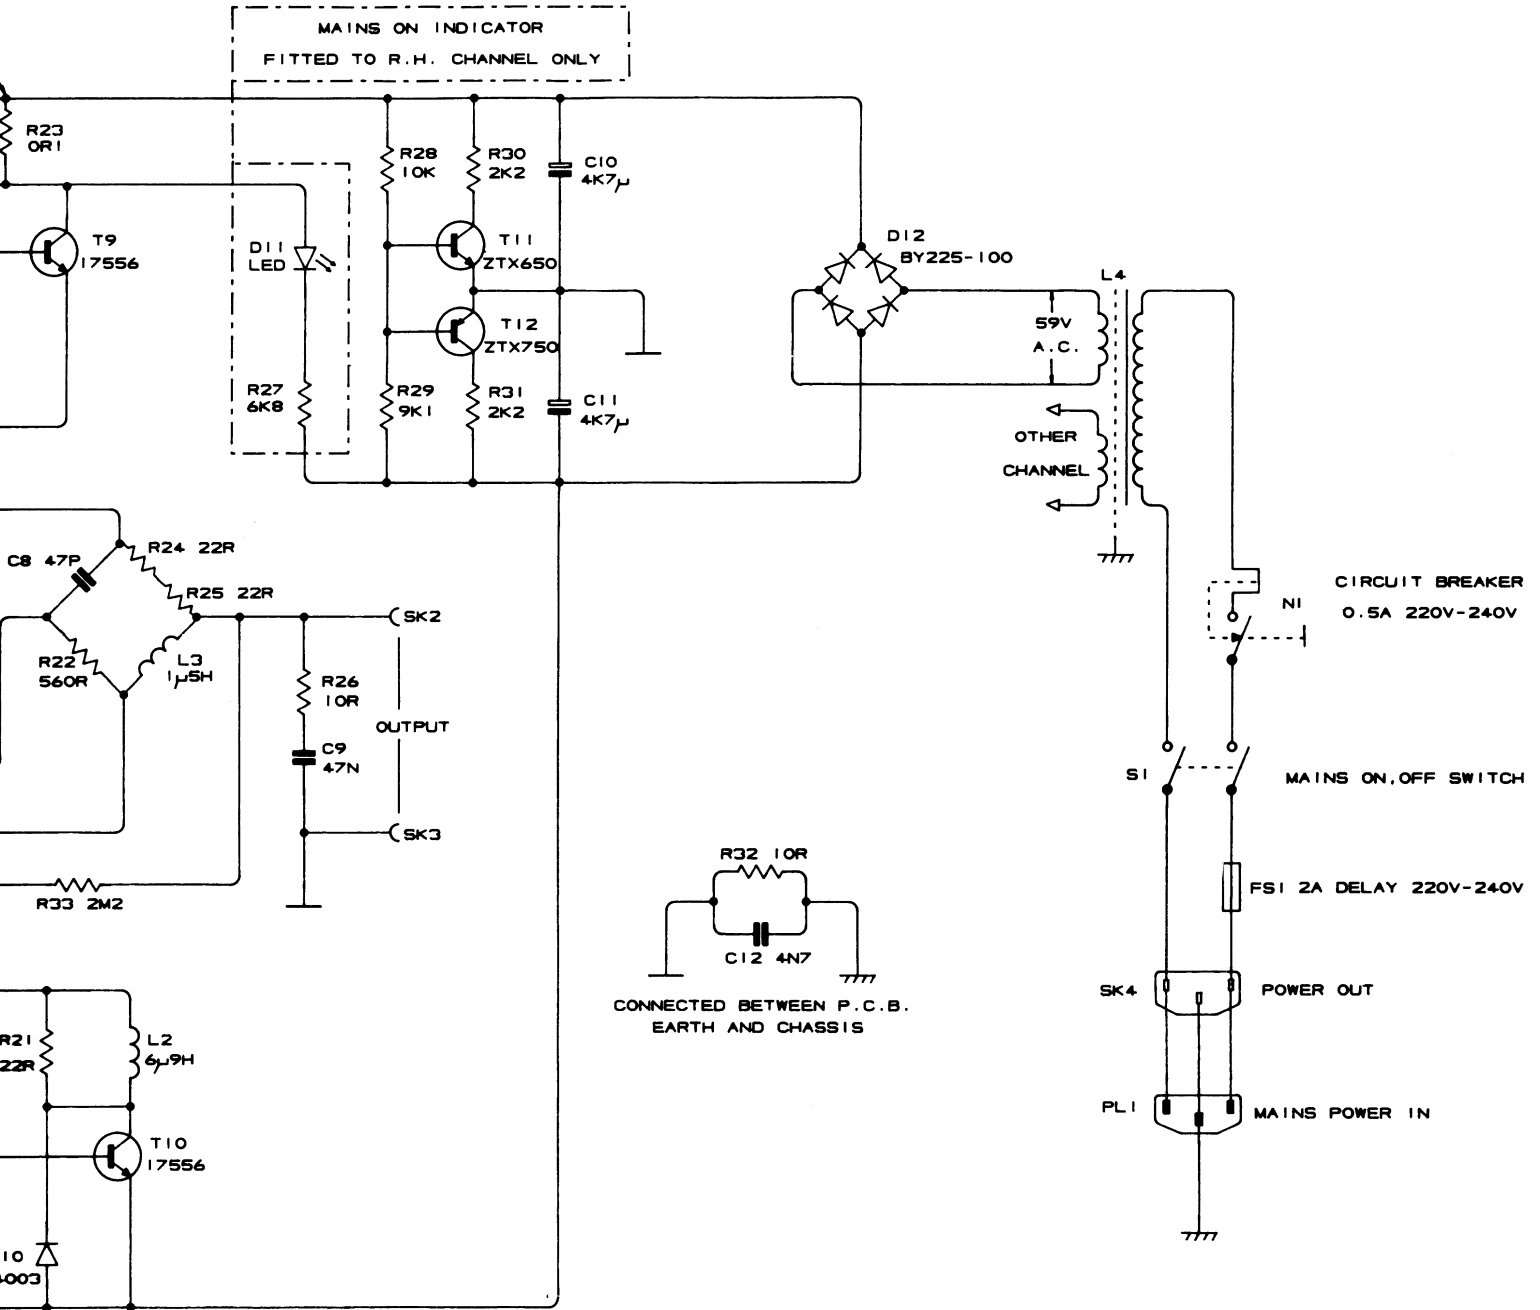 MAINS ON INDICATOR
FITTED TO R.H. CHANNEL ONLY
R23
0R1
T9
17556
D11
LED
R27
6K8
R28
10K
R30
2K2
C10
4K7µ
T11
ZTX650
T12
ZTX750
R29
9K1
R31
2K2
C11
4K7µ
D12
BY225-100
L4
59V
A.C.
OTHER
CHANNEL
CIRCUIT BREAKER
0.5A 220V-240V
N1
C8 47P
R24 22R
R25 22R
R22
560R
L3
1µ5H
R26
10R
C9
47N
SK2
OUTPUT
SK3
R33 2M2
S1
MAINS ON,OFF SWITCH
FS1 2A DELAY 220V-240V
R32 10R
C12 4N7
CONNECTED BETWEEN P.C.B.
EARTH AND CHASSIS
SK4
POWER OUT
PL1
MAINS POWER IN
R21
22R
L2
6µ9H
T10
17556
10
4003